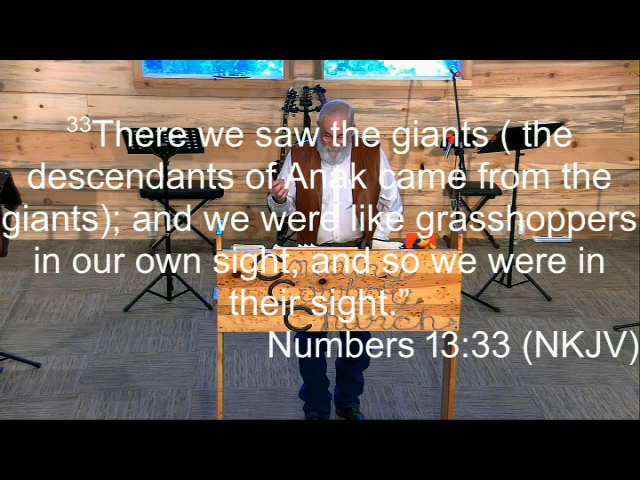 33There we saw the giants ( the
descendants of Anak came from the
giants); and we were like grasshoppers
in our own sight, and so we were in
their sight.”
Numbers 13:33 (NKJV)
Church